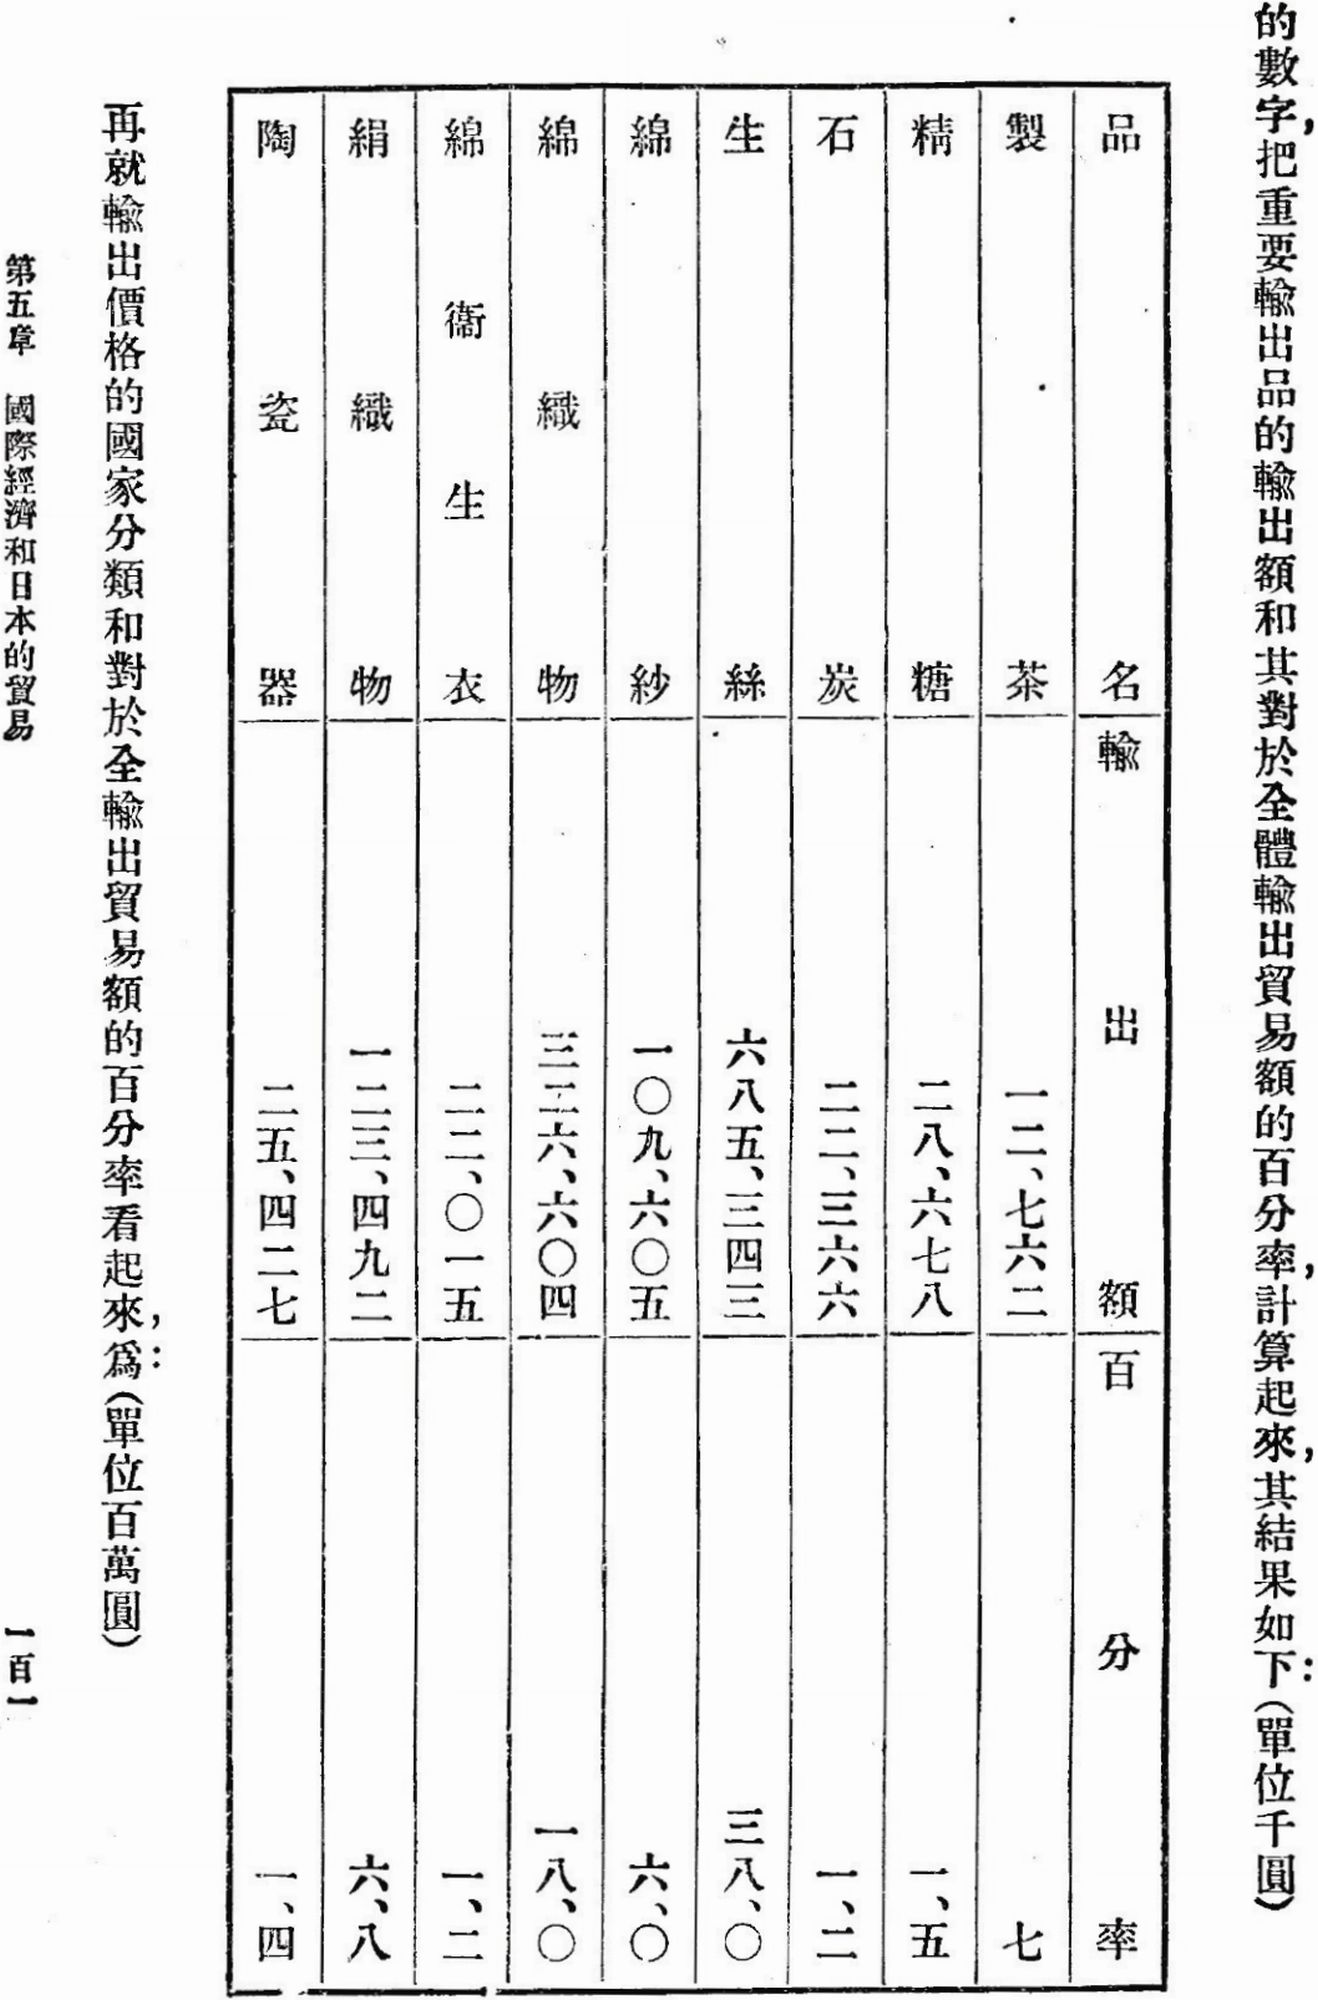 的數字,把重要輸出品的輸出額和其對於全體輸出貿易額的百分率,計算起來,其結果如下:(單位千圓)
品名 輸出額 百分率
製茶 一二、七六二 七
精糖 二八、六七八 一、五
石炭 二二、三六六 一、二
生絲 六八五、三四三 三八、〇
綿紗 一〇九、六〇五 六、〇
綿織物 三二六、六〇四 一八、〇
綿衞生衣 二二、〇一五 一、二
絹織物 一二三、四九二 六、八
陶瓷器 二五、四二七 一、四
再就輸出價格的國家分類和對於全輸出貿易額的百分率看起來,爲:(單位百萬圓)
第五章 國際經濟和日本的貿易 一百一